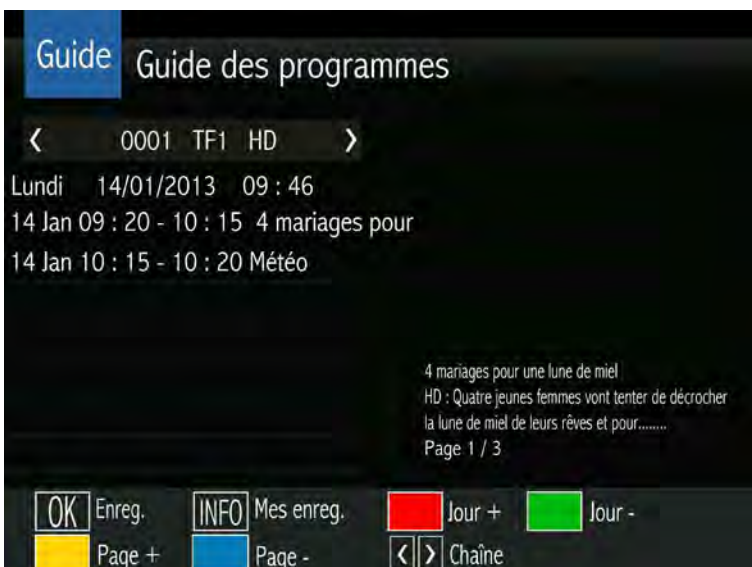 Guide Guide des programmes
< 0001 TF1 HD >
Lundi 14/01/2013 09 : 46
14 Jan 09 : 20 - 10 : 15 4 mariages pour
14 Jan 10 : 15 - 10 : 20 Météo
4 mariages pour une lune de miel
HD : Quatre jeunes femmes vont tenter de décrocher
la lune de miel de leurs rêves et pour........
Page 1 / 3
OK Enreg. INFO Mes enreg. Jour + Jour -
Page + Page - < > Chaîne